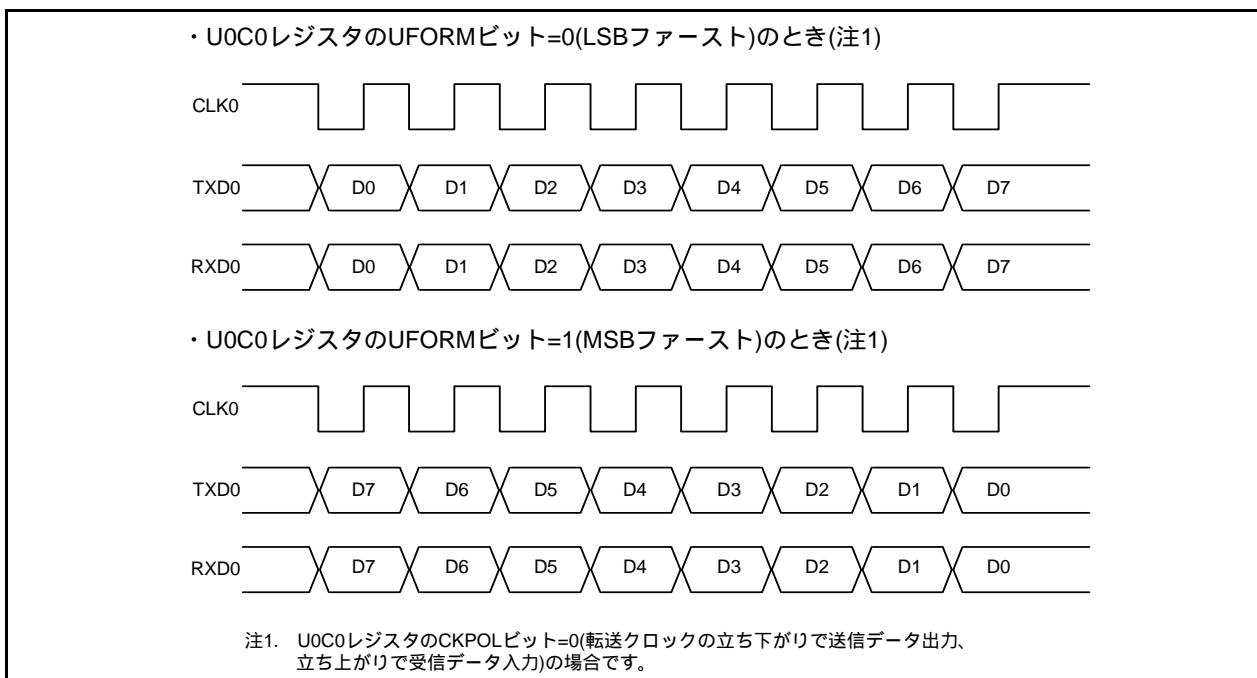 ・U0C0レジスタのUFORMビット=0(LSBファースト)のとき(注1)
CLK0
TXD0 D0 D1 D2 D3 D4 D5 D6 D7
RXD0 D0 D1 D2 D3 D4 D5 D6 D7
・U0C0レジスタのUFORMビット=1(MSBファースト)のとき(注1)
CLK0
TXD0 D7 D6 D5 D4 D3 D2 D1 D0
RXD0 D7 D6 D5 D4 D3 D2 D1 D0
注1. U0C0レジスタのCKPOLビット=0(転送クロックの立ち下がりで送信データ出力、
立ち上がりで受信データ入力)の場合です。